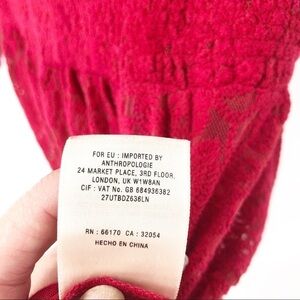 FOR EU : IMPORTED BY
ANTHROPOLOGIE
24 MARKET PLACE, 3RD FLOOR,
LONDON, UK W1W8AN
CIF : VAT No. GB 684936382
27UTBDZ638LN
RN : 66170 CA : 32054
HECHO EN CHINA